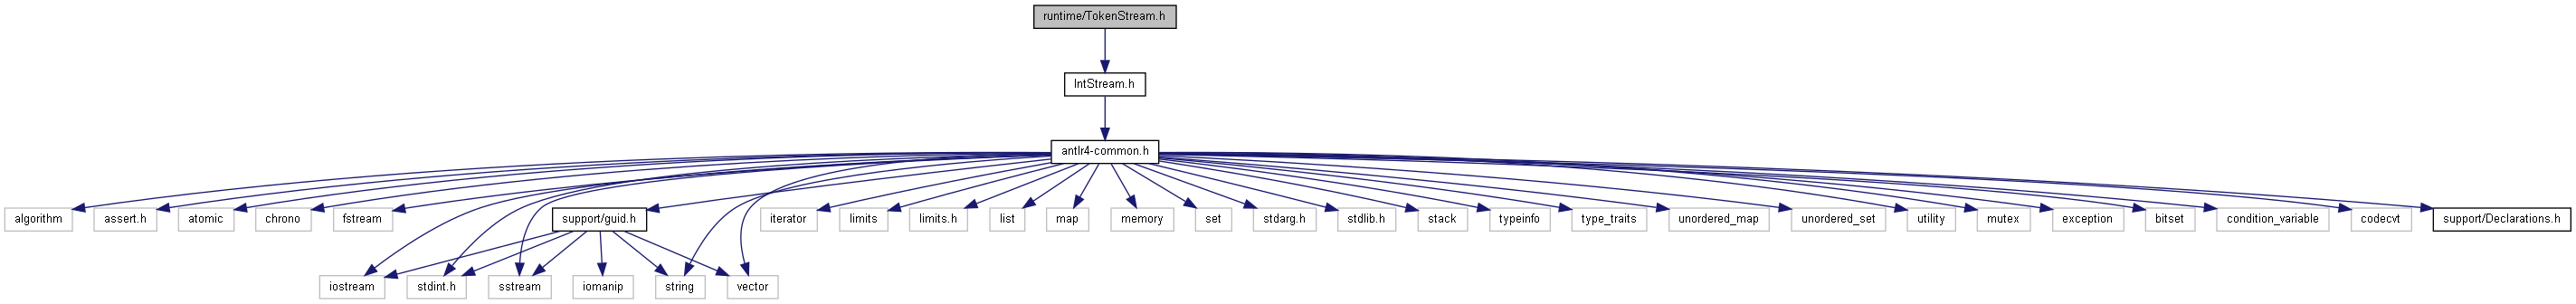 runtime/TokenStream.h
IntStream.h
antlr4-common.h
algorithm
assert.h
atomic
chrono
fstream
support/guid.h
iterator
limits
limits.h
list
map
memory
set
stdarg.h
stdlib.h
stack
typeinfo
type_traits
unordered_map
unordered_set
utility
mutex
exception
bitset
condition_variable
codecvt
support/Declarations.h
iostream
stdint.h
sstream
iomanip
string
vector